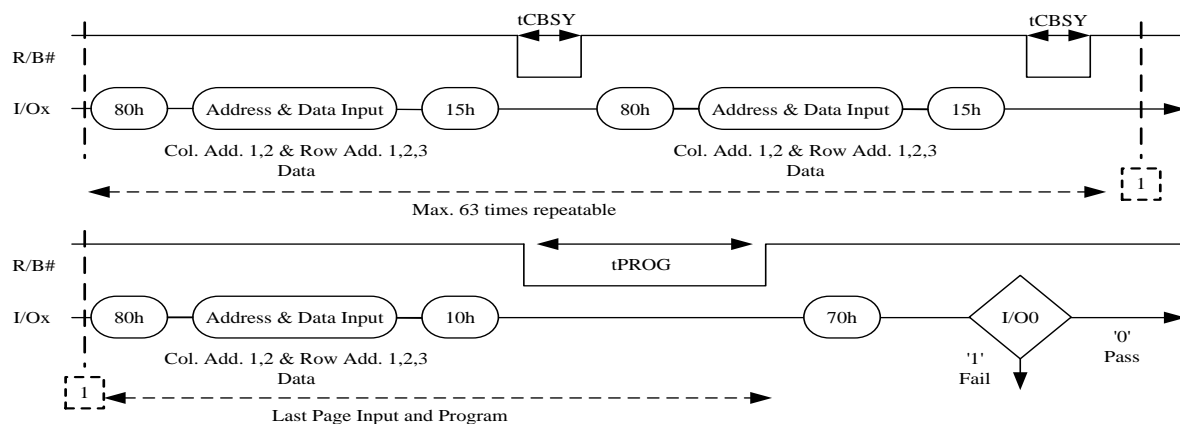 tCBSY tCBSY
R/B#
I/Ox 80h Address & Data Input 15h 80h Address & Data Input 15h
Col. Add. 1,2 & Row Add. 1,2,3 Col. Add. 1,2 & Row Add. 1,2,3
Data Data
1
Max. 63 times repeatable
R/B# tPROG
I/Ox 80h Address & Data Input 10h 70h I/O0
'0'
Pass
Col. Add. 1,2 & Row Add. 1,2,3 '1'
Data Fail
1
Last Page Input and Program